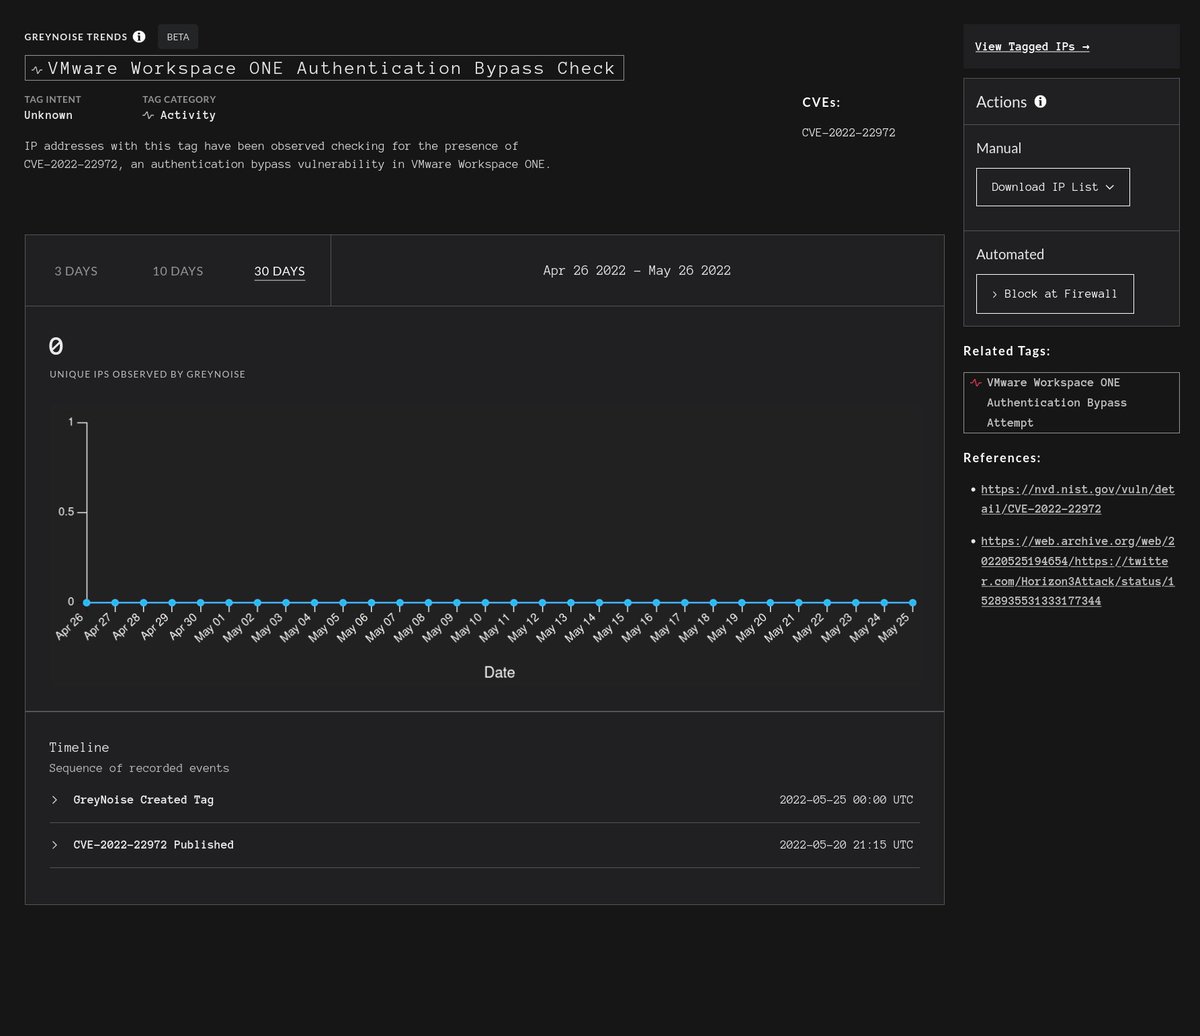 GREYNOISE TRENDS
BETA
VMware Workspace ONE Authentication Bypass Check
TAG INTENT
Unknown
TAG CATEGORY
Activity
IP addresses with this tag have been observed checking for the presence of
CVE-2022-22972, an authentication bypass vulnerability in VMware Workspace ONE.
CVEs:
CVE-2022-22972
3 DAYS
10 DAYS
30 DAYS
Apr 26 2022 - May 26 2022
0
UNIQUE IPS OBSERVED BY GREYNOISE
1
0.5
0
Apr 26
Apr 27
Apr 28
Apr 29
Apr 30
May 01
May 02
May 03
May 04
May 05
May 06
May 07
May 08
May 09
May 10
May 11
May 12
May 13
May 14
May 15
May 16
May 17
May 18
May 19
May 20
May 21
May 22
May 23
May 24
May 25
Date
Timeline
Sequence of recorded events
GreyNoise Created Tag
2022-05-25 00:00 UTC
CVE-2022-22972 Published
2022-05-20 21:15 UTC
View Tagged IPs →
Actions
Manual
Download IP List
Automated
Block at Firewall
Related Tags:
VMware Workspace ONE
Authentication Bypass
Attempt
References:
https://nvd.nist.gov/vuln/det
ail/CVE-2022-22972
https://web.archive.org/web/2
0220525194654/https://twitte
r.com/Horizon3Attack/status/1
528935531333177344